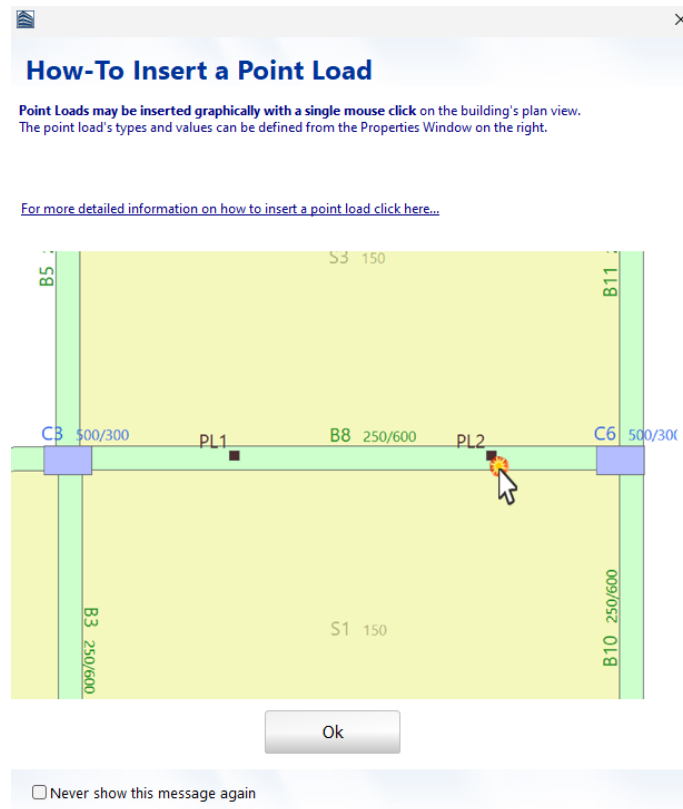 How-To Insert a Point Load
Point Loads may be inserted graphically with a single mouse click on the building's plan view.
The point load's types and values can be defined from the Properties Window on the right.
For more detailed information on how to insert a point load click here...
S3 150
B5
B11
C3 500/300
PL1
B8 250/600
PL2
C6 500/300
B3 250/600
S1 150
B10 250/600
Ok
Never show this message again